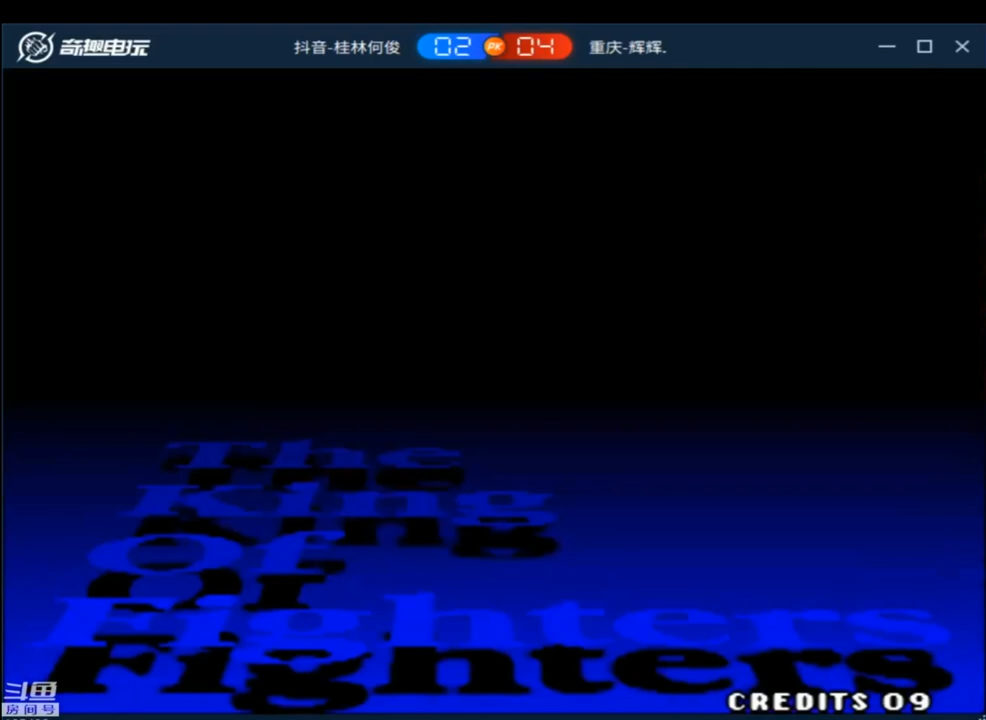 奇趣电玩
抖音-桂林何俊 02 PK 04 重庆-辉辉.
The
King
Of
Fighters
CREDITS 09
斗鱼
房间号